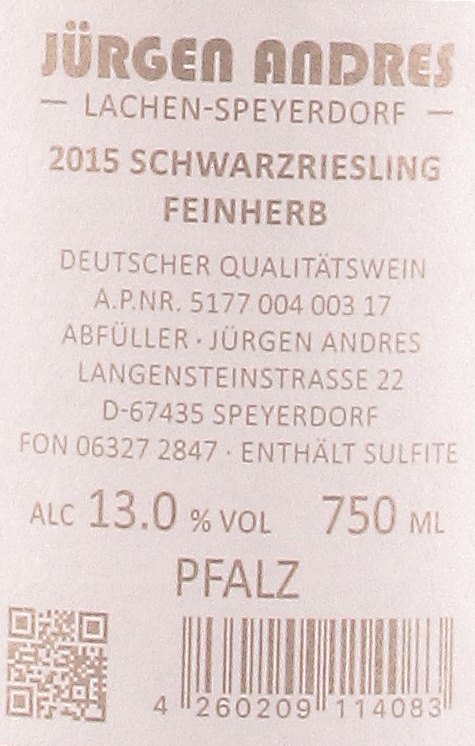 JÜRGEN ANDRES
— LACHEN-SPEYERDORF —
2015 SCHWARZRIESLING
FEINHERB
DEUTSCHER QUALITÄTSWEIN
A.P.NR. 5177 004 003 17
ABFÜLLER · JÜRGEN ANDRES
LANGENSTEINSTRASSE 22
D-67435 SPEYERDORF
FON 06327 2847 · ENTHÄLT SULFITE
ALC 13.0 % VOL 750 ML
PFALZ
4 260209 114083